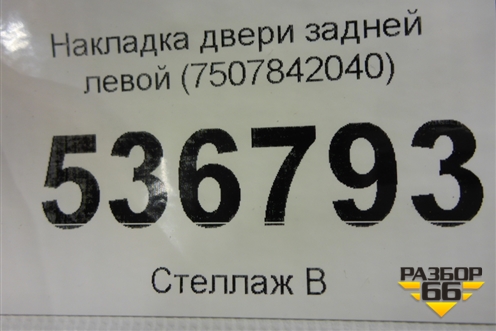 Накладка двери задней
левой (7507842040)
536793
Стеллаж В
РАЗБОР
66